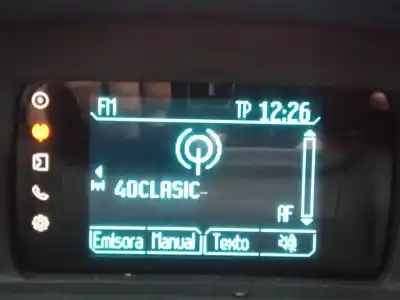 FM TP 12:26
40CLASIC-
AF
Emisora Manual Texto